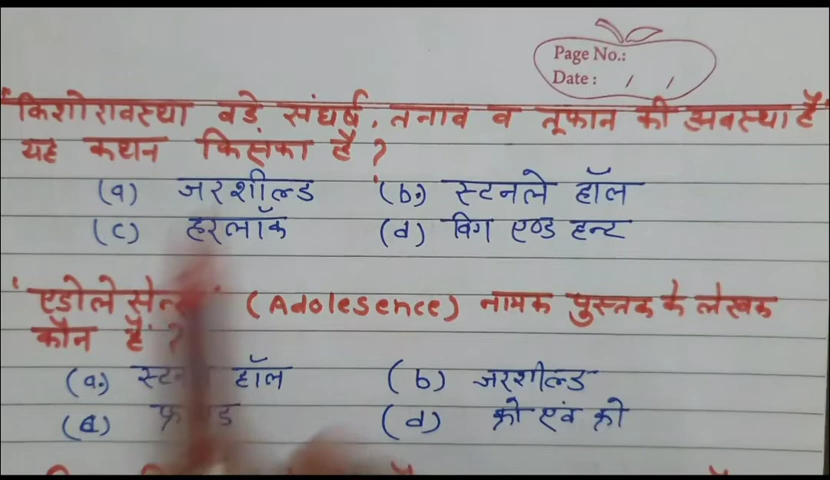 Page No.:
Date : / /
"किशोरावस्था बडे संघर्ष, तनाव व तूफान की अवस्था है
यह कथन किसका है ?
(a) जरशील्ड (b.) स्टनले हॉल
(c) हरलॉक (d) विग एण्ड हन्ट
(Adolesence) नामक पुस्तक के लेखक
कौन हैं ?
(a.) हॉल (b) जरशील्ड
(c) (d) क्रो एवं क्रो